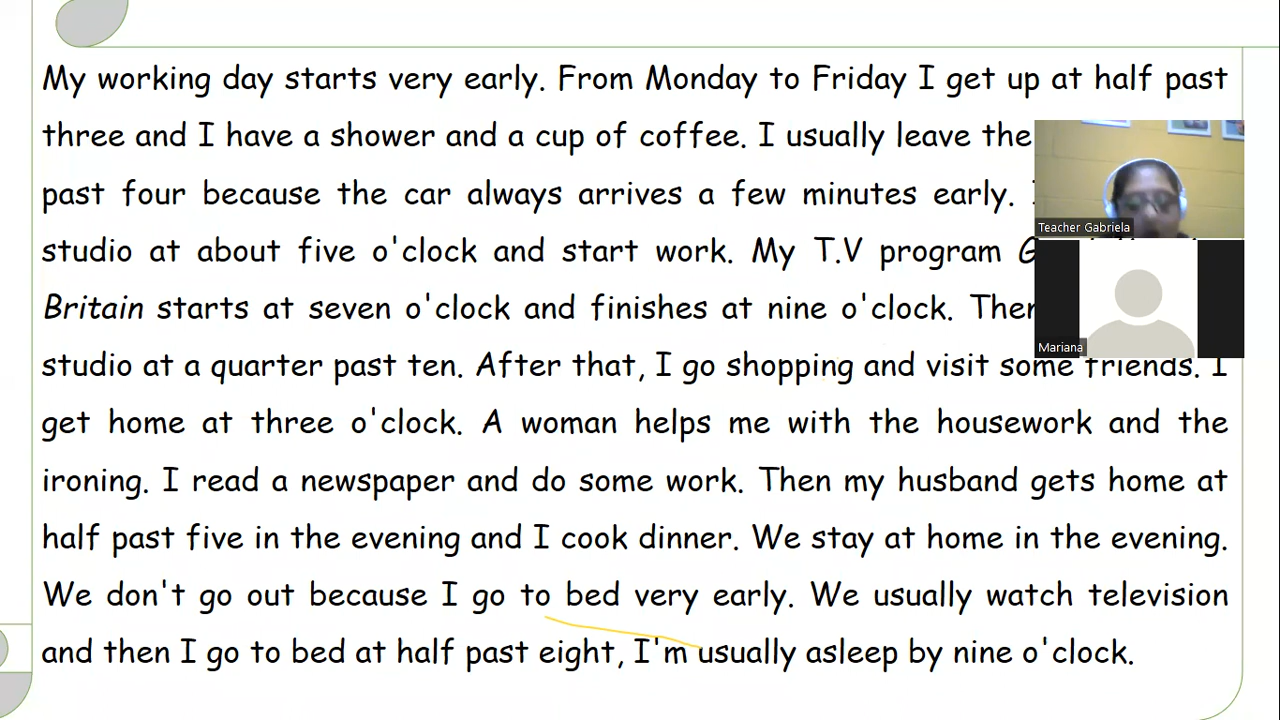 My working day starts very early. From Monday to Friday I get up at half past
three and I have a shower and a cup of coffee. I usually leave the
past four because the car always arrives a few minutes early.
studio at about five o'clock and start work. My T.V program
Britain starts at seven o'clock and finishes at nine o'clock. Then
studio at a quarter past ten. After that, I go shopping and visit some friends. I
get home at three o'clock. A woman helps me with the housework and the
ironing. I read a newspaper and do some work. Then my husband gets home at
half past five in the evening and I cook dinner. We stay at home in the evening.
We don't go out because I go to bed very early. We usually watch television
and then I go to bed at half past eight, I'm usually asleep by nine o'clock.
Teacher Gabriela
Mariana